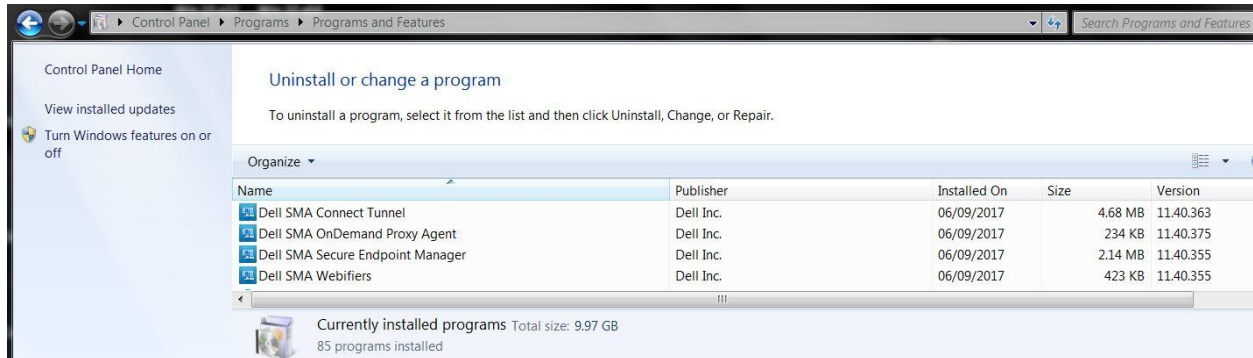 Control Panel Programs Programs and Features Search Programs and Features
Control Panel Home
Uninstall or change a program
View installed updates
To uninstall a program, select it from the list and then click Uninstall, Change, or Repair.
Turn Windows features on or
off
Organize
Name Publisher Installed On Size Version
Dell SMA Connect Tunnel Dell Inc. 06/09/2017 4.68 MB 11.40.363
Dell SMA OnDemand Proxy Agent Dell Inc. 06/09/2017 234 KB 11.40.375
Dell SMA Secure Endpoint Manager Dell Inc. 06/09/2017 2.14 MB 11.40.355
Dell SMA Webifiers Dell Inc. 06/09/2017 423 KB 11.40.355
Currently installed programs Total size: 9.97 GB
85 programs installed